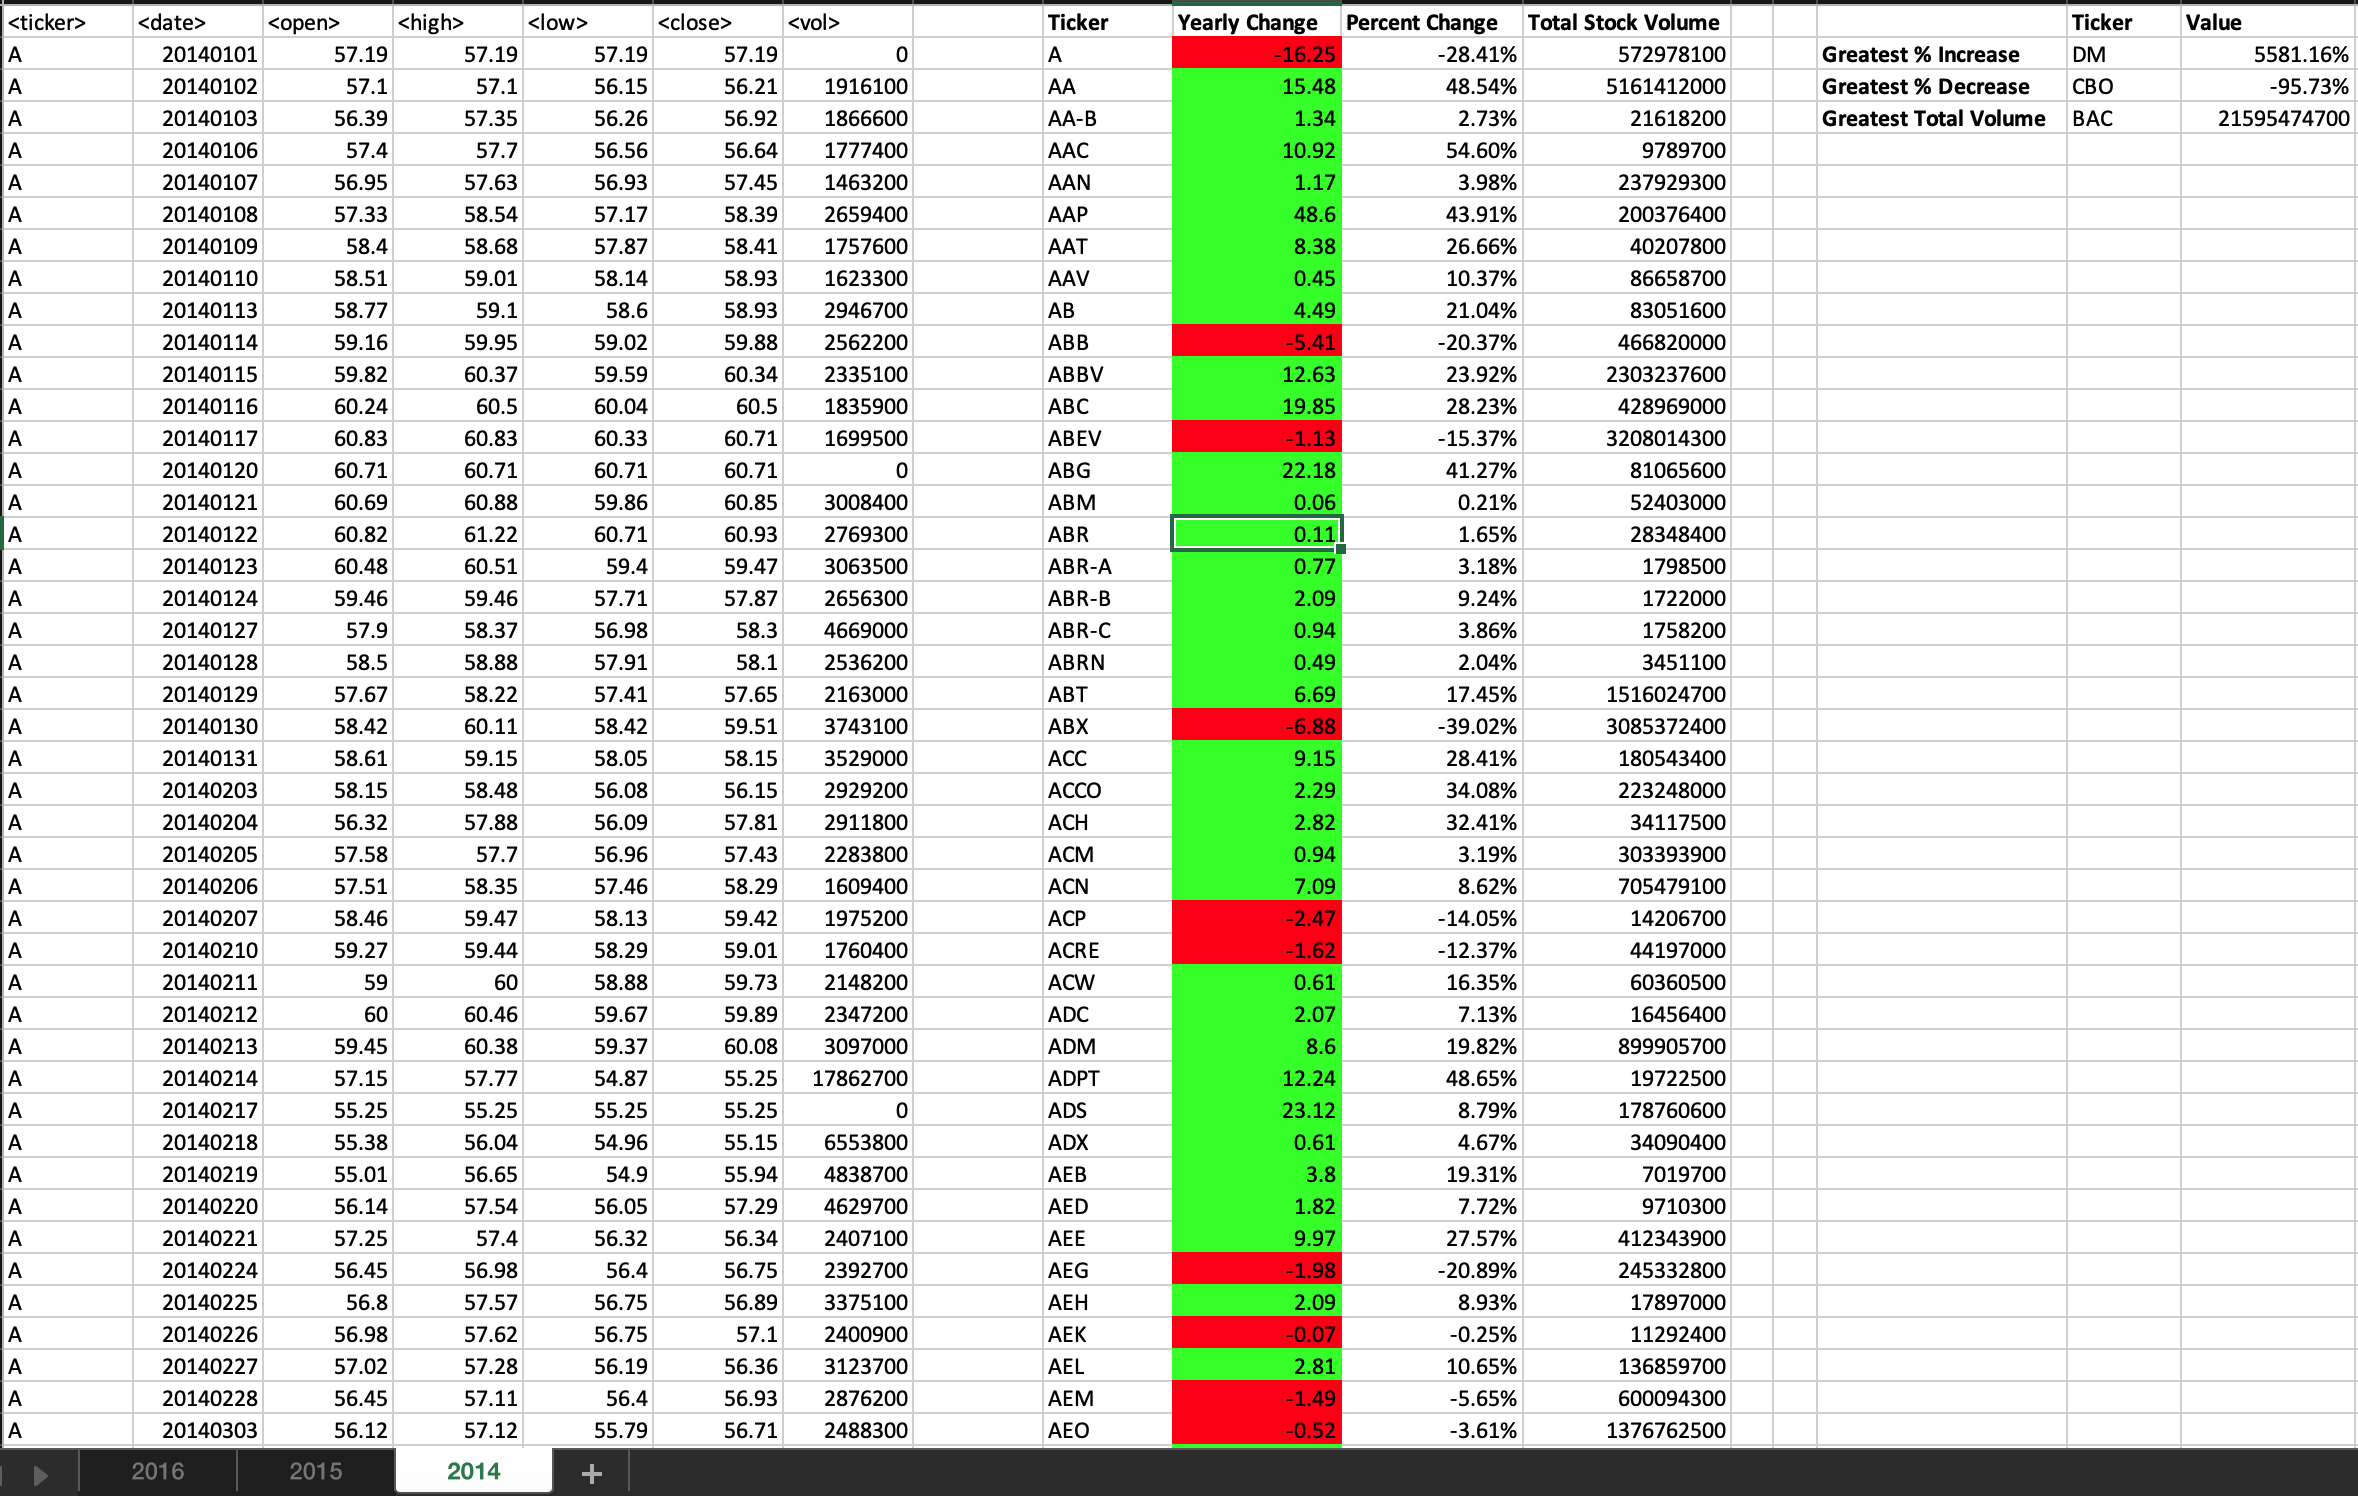 <ticker> <date> <open> <high> <low> <close> <vol> Ticker Yearly Change Percent Change Total Stock Volume Ticker Value
A 20140101 57.19 57.19 57.19 57.19 0 A -16.25 -28.41% 572978100 Greatest % Increase DM 5581.16%
A 20140102 57.1 57.1 56.15 56.21 1916100 AA 15.48 48.54% 5161412000 Greatest % Decrease CBO -95.73%
A 20140103 56.39 57.35 56.26 56.92 1866600 AA-B 1.34 2.73% 21618200 Greatest Total Volume BAC 21595474700
A 20140106 57.4 57.7 56.56 56.64 1777400 AAC 10.92 54.60% 9789700
A 20140107 56.95 57.63 56.93 57.45 1463200 AAN 1.17 3.98% 237929300
A 20140108 57.33 58.54 57.17 58.39 2659400 AAP 48.6 43.91% 200376400
A 20140109 58.4 58.68 57.87 58.41 1757600 AAT 8.38 26.66% 40207800
A 20140110 58.51 59.01 58.14 58.93 1623300 AAV 0.45 10.37% 86658700
A 20140113 58.77 59.1 58.6 58.93 2946700 AB 4.49 21.04% 83051600
A 20140114 59.16 59.95 59.02 59.88 2562200 ABB -5.41 -20.37% 466820000
A 20140115 59.82 60.37 59.59 60.34 2335100 ABBV 12.63 23.92% 2303237600
A 20140116 60.24 60.5 60.04 60.5 1835900 ABC 19.85 28.23% 428969000
A 20140117 60.83 60.83 60.33 60.71 1699500 ABEV -1.13 -15.37% 3208014300
A 20140120 60.71 60.71 60.71 60.71 0 ABG 22.18 41.27% 81065600
A 20140121 60.69 60.88 59.86 60.85 3008400 ABM 0.06 0.21% 52403000
A 20140122 60.82 61.22 60.71 60.93 2769300 ABR 0.11 1.65% 28348400
A 20140123 60.48 60.51 59.4 59.47 3063500 ABR-A 0.77 3.18% 1798500
A 20140124 59.46 59.46 57.71 57.87 2656300 ABR-B 2.09 9.24% 1722000
A 20140127 57.9 58.37 56.98 58.3 4669000 ABR-C 0.94 3.86% 1758200
A 20140128 58.5 58.88 57.91 58.1 2536200 ABRN 0.49 2.04% 3451100
A 20140129 57.67 58.22 57.41 57.65 2163000 ABT 6.69 17.45% 1516024700
A 20140130 58.42 60.11 58.42 59.51 3743100 ABX -6.88 -39.02% 3085372400
A 20140131 58.61 59.15 58.05 58.15 3529000 ACC 9.15 28.41% 180543400
A 20140203 58.15 58.48 56.08 56.15 2929200 ACCO 2.29 34.08% 223248000
A 20140204 56.32 57.88 56.09 57.81 2911800 ACH 2.82 32.41% 34117500
A 20140205 57.58 57.7 56.96 57.43 2283800 ACM 0.94 3.19% 303393900
A 20140206 57.51 58.35 57.46 58.29 1609400 ACN 7.09 8.62% 705479100
A 20140207 58.46 59.47 58.13 59.42 1975200 ACP -2.47 -14.05% 14206700
A 20140210 59.27 59.44 58.29 59.01 1760400 ACRE -1.62 -12.37% 44197000
A 20140211 59 60 58.88 59.73 2148200 ACW 0.61 16.35% 60360500
A 20140212 60 60.46 59.67 59.89 2347200 ADC 2.07 7.13% 16456400
A 20140213 59.45 60.38 59.37 60.08 3097000 ADM 8.6 19.82% 899905700
A 20140214 57.15 57.77 54.87 55.25 17862700 ADPT 12.24 48.65% 19722500
A 20140217 55.25 55.25 55.25 55.25 0 ADS 23.12 8.79% 178760600
A 20140218 55.38 56.04 54.96 55.15 6553800 ADX 0.61 4.67% 34090400
A 20140219 55.01 56.65 54.9 55.94 4838700 AEB 3.8 19.31% 7019700
A 20140220 56.14 57.54 56.05 57.29 4629700 AED 1.82 7.72% 9710300
A 20140221 57.25 57.4 56.32 56.34 2407100 AEE 9.97 27.57% 412343900
A 20140224 56.45 56.98 56.4 56.75 2392700 AEG -1.98 -20.89% 245332800
A 20140225 56.8 57.57 56.75 56.89 3375100 AEH 2.09 8.93% 17897000
A 20140226 56.98 57.62 56.75 57.1 2400900 AEK -0.07 -0.25% 11292400
A 20140227 57.02 57.28 56.19 56.36 3123700 AEL 2.81 10.65% 136859700
A 20140228 56.45 57.11 56.4 56.93 2876200 AEM -1.49 -5.65% 600094300
A 20140303 56.12 57.12 55.79 56.71 2488300 AEO -0.52 -3.61% 1376762500
2016 2015 2014 +